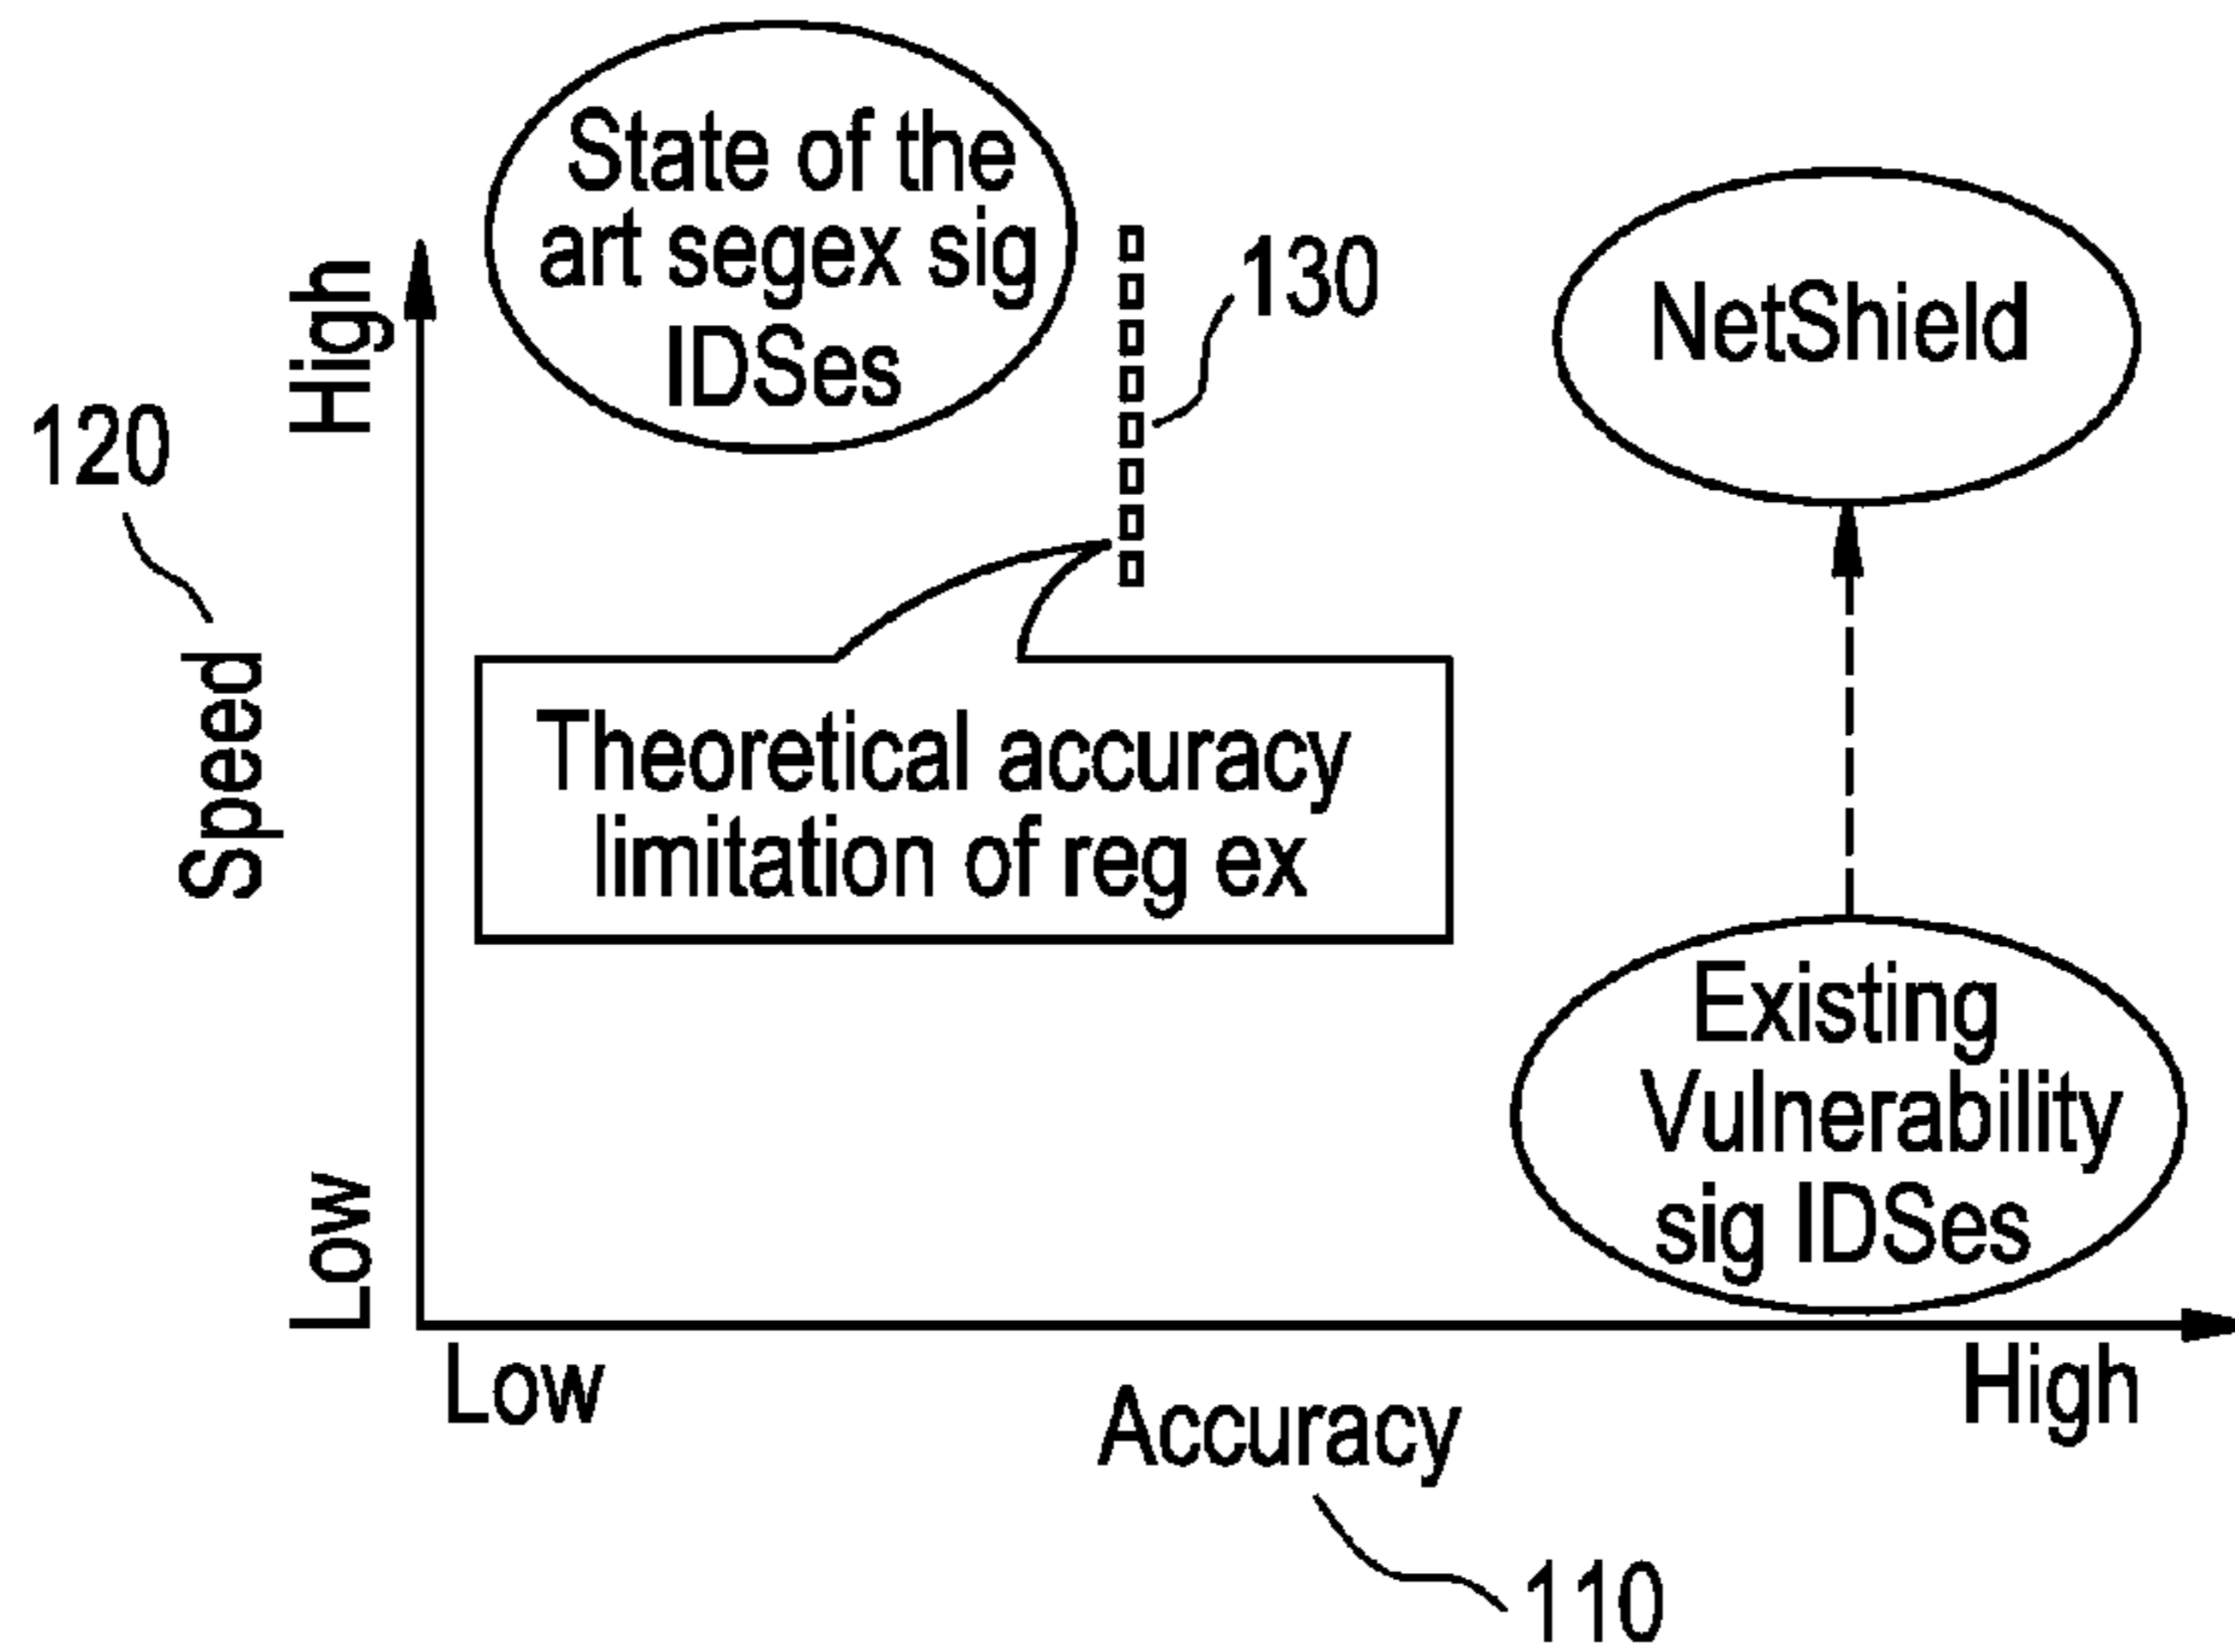 State of the
art segex sig
IDSes
130
NetShield
High
120
Speed
Theoretical accuracy
limitation of reg ex
Existing
Vulnerability
sig IDSes
Low
Low
High
Accuracy
110